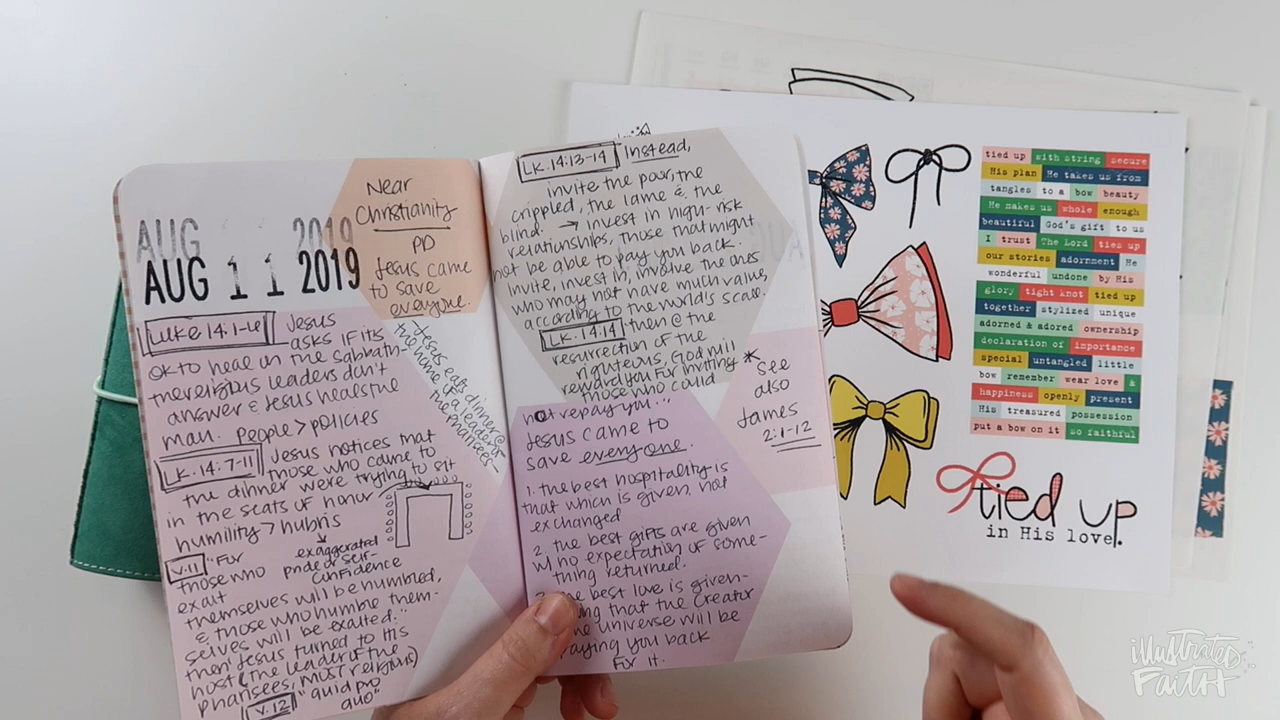 AUG 2019
AUG 11 2019
Near
Christianity
PD
Jesus came
to save
everyone.
Luke 14:1-6 Jesus
asks if its
ok to heal on the sabbath-
the religious leaders don't
answer & Jesus heals the
man. People > policies
Jesus eats dinner @
the home of a leader of
the pharisees-
LK. 14:7-11 Jesus notices that
those who came to
the dinner were trying to sit
in the seats of honor
humility > hubris
exaggerated
pride or self-
confidence
V.11 "For
those who
exalt
themselves will be humbled,
& those who humble them-
selves will be exalted."
then Jesus turned to his
host (the leader of the
pharisees, most religious)
V.12 "quid pro
quo"
LK. 14:13-14 Instead,
invite the poor, the
crippled, the lame & the
blind. → invest in high-risk
relationships, those that might
not be able to pay you back.
Invite, invest in, involve the ones
who may not have much value,
according to the world's scale.
LK. 14:14 then @ the
resurrection of the
righteous, God will
reward you for inviting
those who could
not repay you."
Jesus came to
save everyone.
1. the best hospitality is
that which is given, not
exchanged
2. the best gifts are given
w/ no expectation of some-
thing returned.
the best love is given-
that the Creator
universe will be
paying you back
for it.
* see
also
James
2:1-12
tied up with string secure
His plan He takes us from
tangles to a bow beauty
He makes us whole enough
beautiful God's gift to us
I trust The Lord ties up
our stories adornment He
wonderful undone by His
glory tight knot tied up
together stylized unique
adorned & adored ownership
declaration of importance
special untangled little
bow remember wear love &
happiness openly present
His treasured possession
put a bow on it so faithful
tied up
in His love.
illustrated
Faith